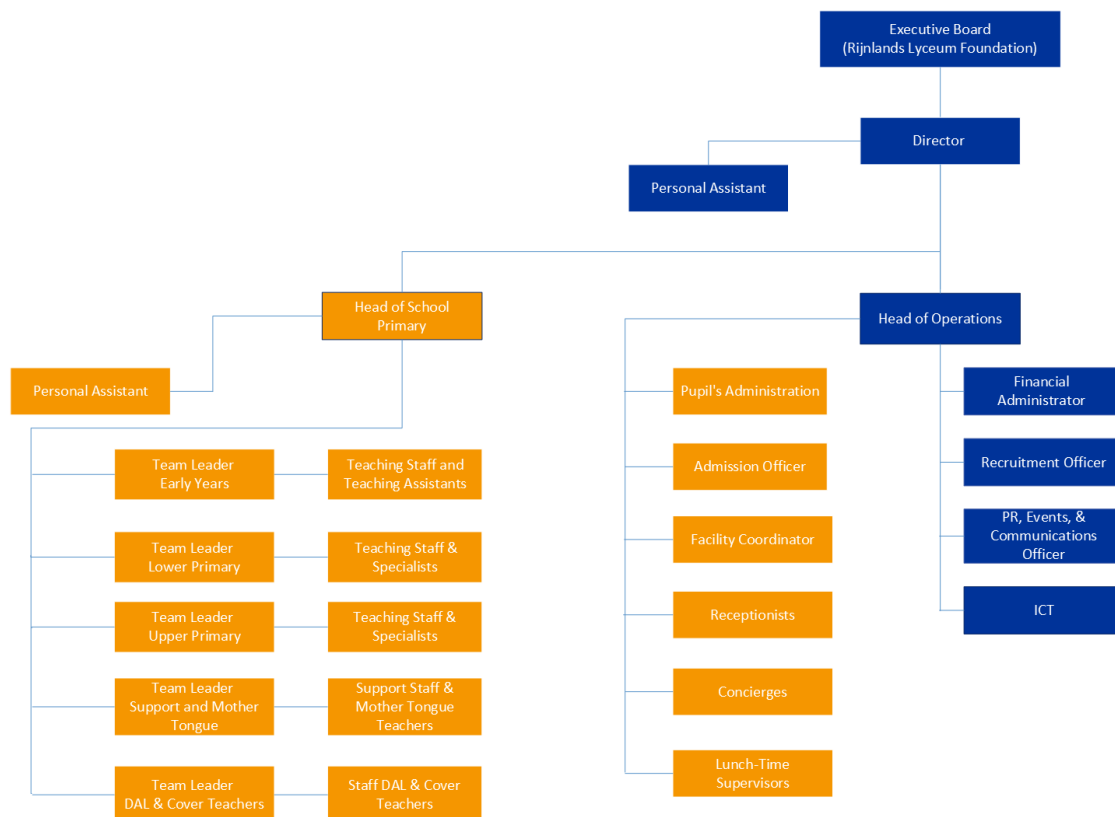 Executive Board
(Rijnlands Lyceum Foundation)
Director
Personal Assistant
Head of School
Primary
Head of Operations
Personal Assistant
Pupil's Administration
Financial
Administrator
Team Leader
Early Years
Teaching Staff and
Teaching Assistants
Admission Officer
Recruitment Officer
Team Leader
Lower Primary
Teaching Staff &
Specialists
Facility Coordinator
PR, Events, &
Communications
Officer
Team Leader
Upper Primary
Teaching Staff &
Specialists
Receptionists
ICT
Team Leader
Support and Mother
Tongue
Support Staff &
Mother Tongue
Teachers
Concierges
Team Leader
DAL & Cover Teachers
Staff DAL & Cover
Teachers
Lunch-Time
Supervisors